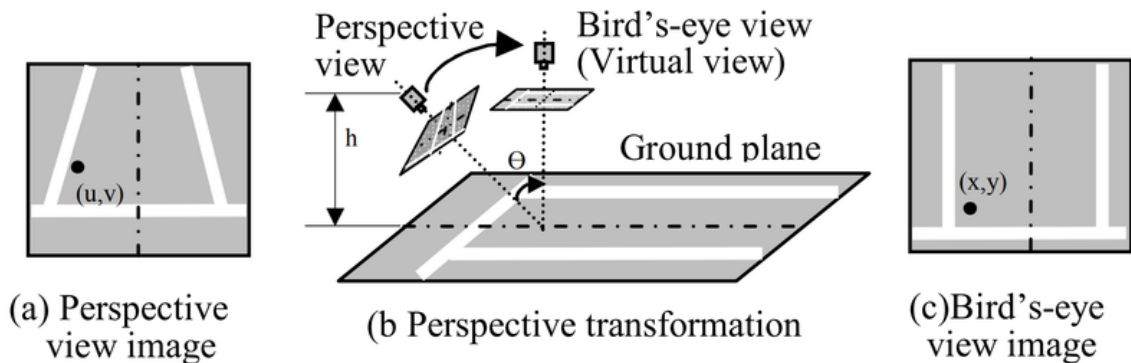 Perspective
view
Bird's-eye view
(Virtual view)
h
Θ
Ground plane
(u,v)
(x,y)
(a) Perspective
view image
(b Perspective transformation
(c)Bird's-eye
view image